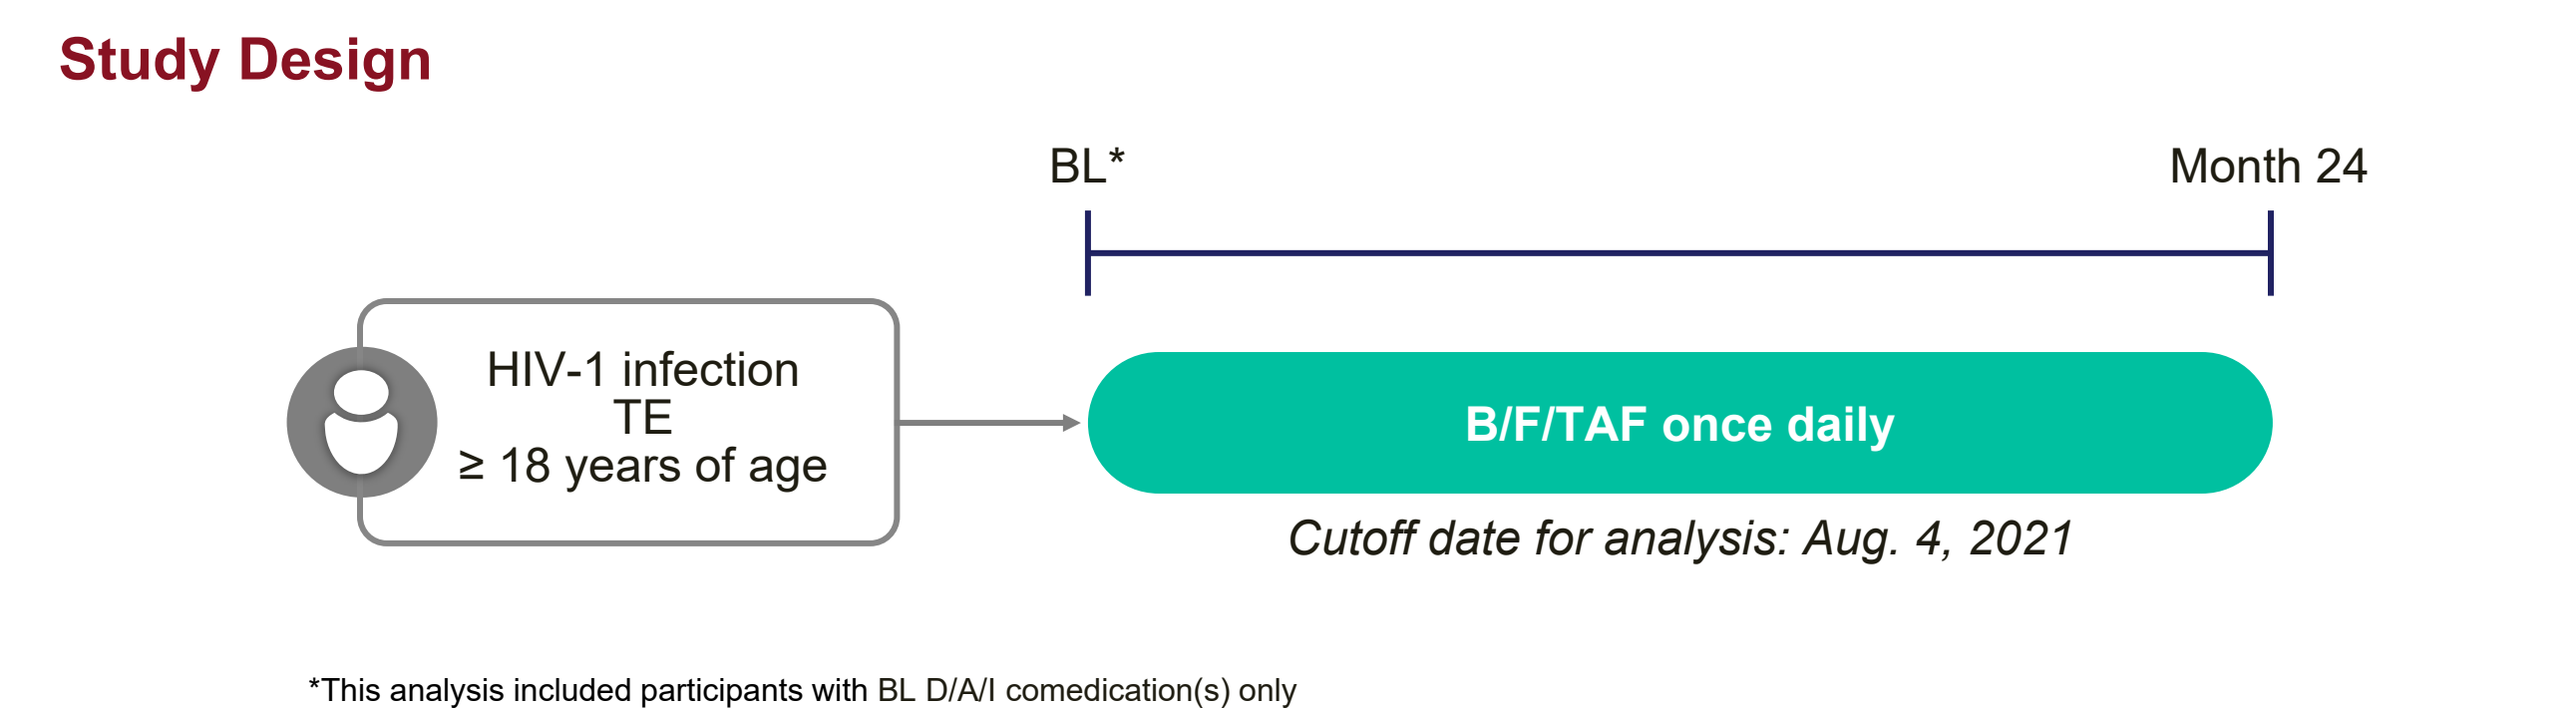 Study Design
BL*
Month 24
HIV-1 infection
TE
≥ 18 years of age
B/F/TAF once daily
Cutoff date for analysis: Aug. 4, 2021
*This analysis included participants with BL D/A/I comedication(s) only